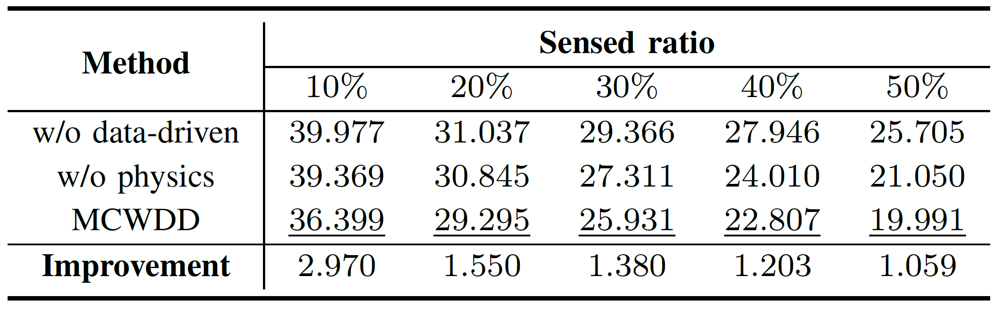 Method Sensed ratio
10% 20% 30% 40% 50%
w/o data-driven 39.977 31.037 29.366 27.946 25.705
w/o physics 39.369 30.845 27.311 24.010 21.050
MCWDD 36.399 29.295 25.931 22.807 19.991
Improvement 2.970 1.550 1.380 1.203 1.059